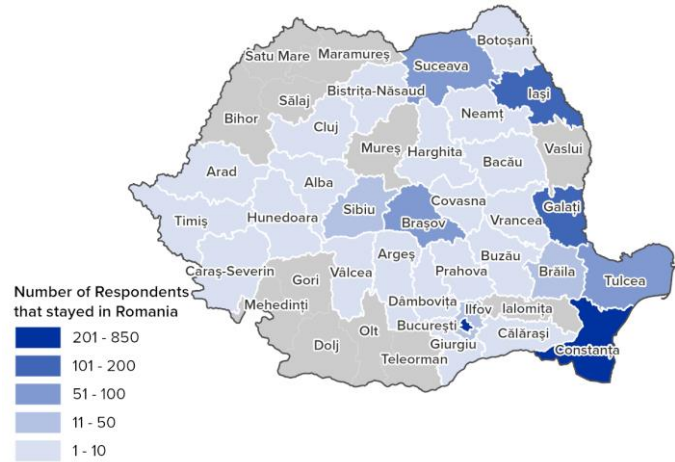 Botoșani
Satu Mare
Maramureș
Suceava
Iași
Bistrița-Năsaud
Sălaj
Neamț
Bihor
Cluj
Mureș
Harghita
Vaslui
Bacău
Arad
Alba
Sibiu
Covasna
Galați
Timiș
Hunedoara
Brașov
Vrancea
Argeș
Buzău
Caraș-Severin
Gorj
Vâlcea
Prahova
Brăila
Tulcea
Mehedinți
Dâmbovița
Ilfov
Ialomița
Olt
București
Călărași
Dolj
Giurgiu
Constanța
Teleorman
Number of Respondents
that stayed in Romania
201 - 850
101 - 200
51 - 100
11 - 50
1 - 10